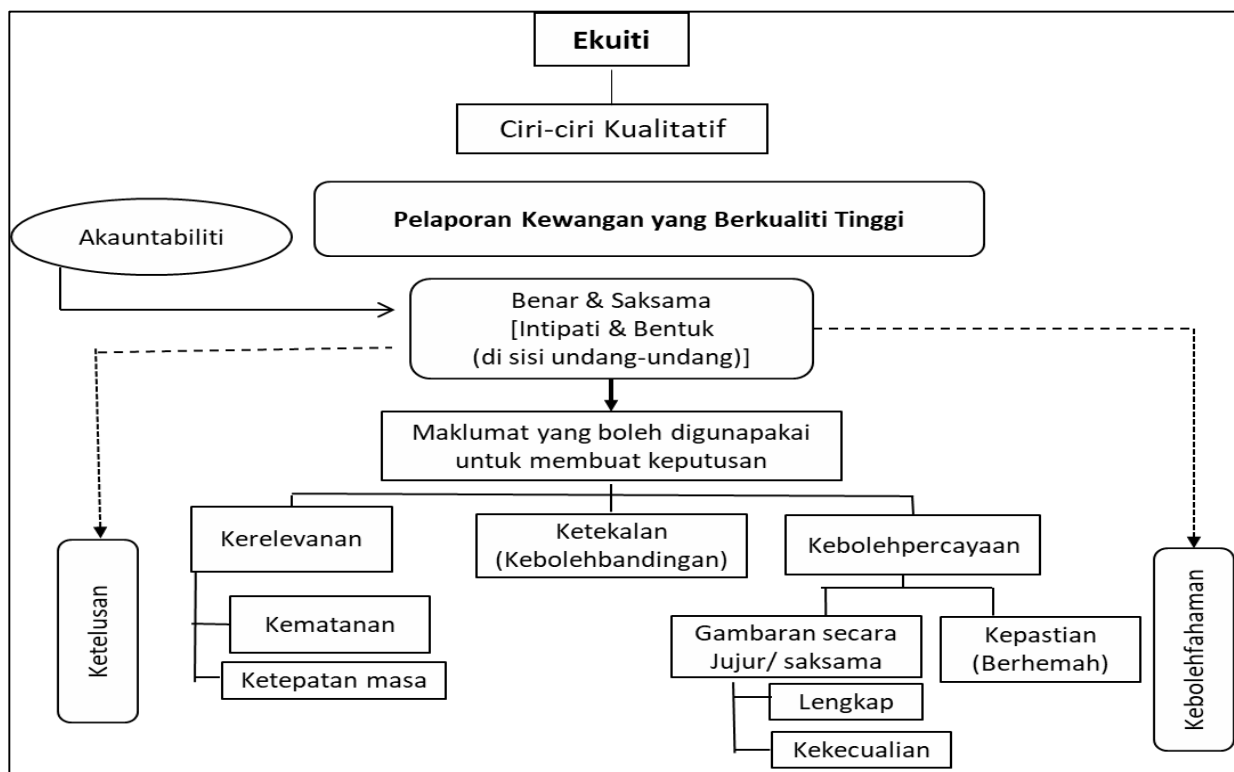 Ekuiti
Ciri-ciri Kualitatif
Pelaporan Kewangan yang Berkualiti Tinggi
Akauntabiliti
Benar & Saksama
[Intipati & Bentuk
(di sisi undang-undang)]
Maklumat yang boleh digunapakai
untuk membuat keputusan
Kerelevanan
Ketekalan
(Kebolehbandingan)
Kebolehpercayaan
Ketelusan
Kematanan
Ketepatan masa
Gambaran secara
Jujur/ saksama
Kepastian
(Berhemah)
Lengkap
Kekecualian
Kebolehfahaman